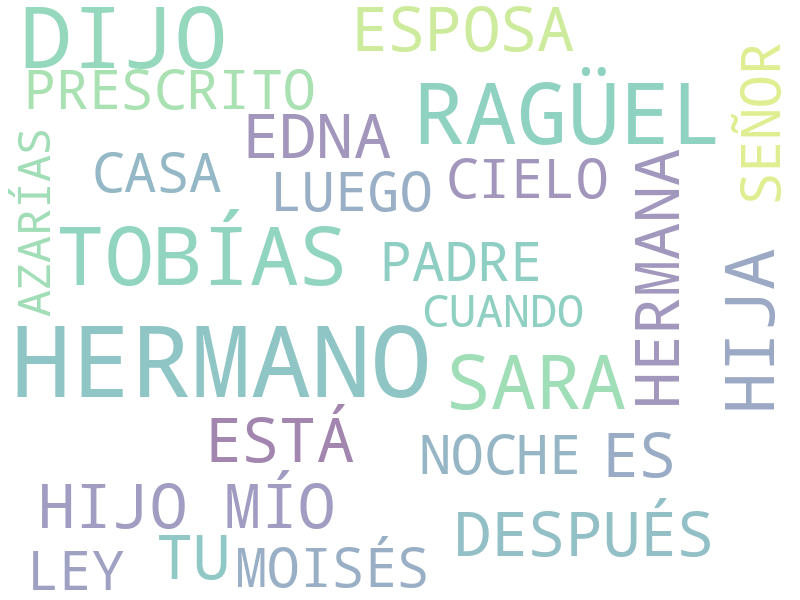 DIJO
ESPOSA
PRESCRITO
RAGÜEL
SEÑOR
EDNA
CASA
LUEGO
CIELO
AZARÍAS
TOBÍAS
PADRE
HERMANA
HIJA
CUANDO
HERMANO
SARA
ESTÁ
NOCHE
ES
HIJO MÍO
DESPUÉS
LEY
TU
MOISÉS